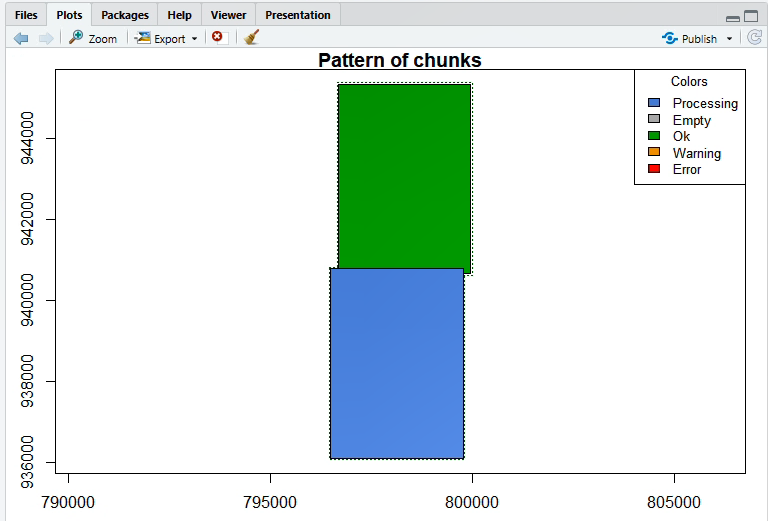 Files Plots Packages Help Viewer Presentation
Zoom Export Publish
Pattern of chunks
Colors
Processing
Empty
Ok
Warning
Error
944000
942000
940000
938000
936000
790000 795000 800000 805000